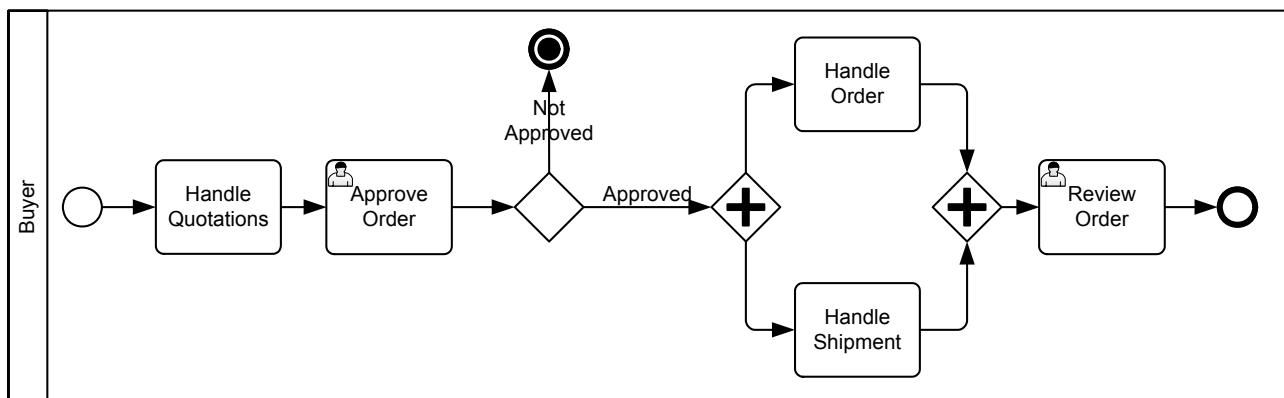 Buyer
Handle
Quotations
Approve
Order
Not
Approved
Approved
Handle
Order
Handle
Shipment
Review
Order